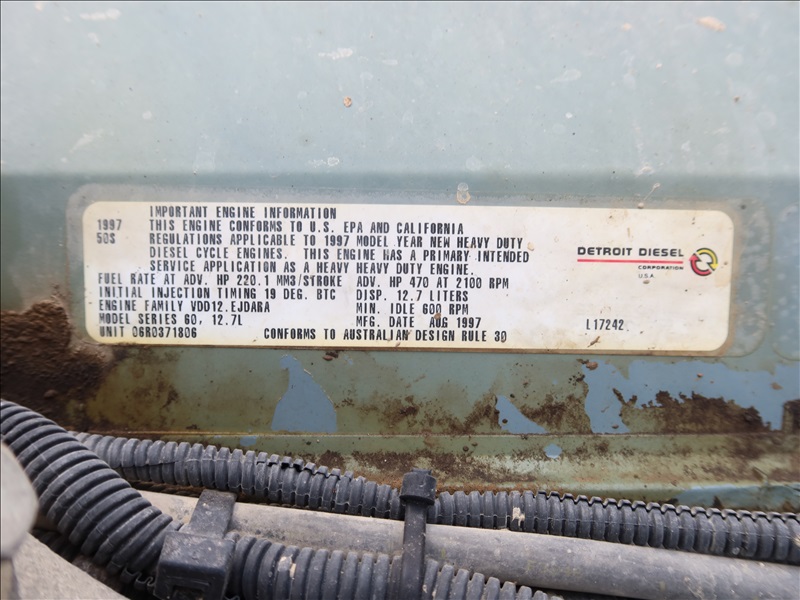 IMPORTANT ENGINE INFORMATION
1997 THIS ENGINE CONFORMS TO U.S. EPA AND CALIFORNIA
50S REGULATIONS APPLICABLE TO 1997 MODEL YEAR NEW HEAVY DUTY
DIESEL CYCLE ENGINES. THIS ENGINE HAS A PRIMARY INTENDED
SERVICE APPLICATION AS A HEAVY HEAVY DUTY ENGINE.
FUEL RATE AT ADV. HP 220.1 MM3/STROKE ADV. HP 470 AT 2100 RPM
INITIAL INJECTION TIMING 19 DEG. BTC DISP. 12.7 LITERS
ENGINE FAMILY VDD12.EJDARA MIN. IDLE 600 RPM
MODEL SERIES 60, 12.7L MFG. DATE AUG 1997
UNIT 06R0371806 CONFORMS TO AUSTRALIAN DESIGN RULE 30
DETROIT DIESEL
CORPORATION
U.S.A.
L17242